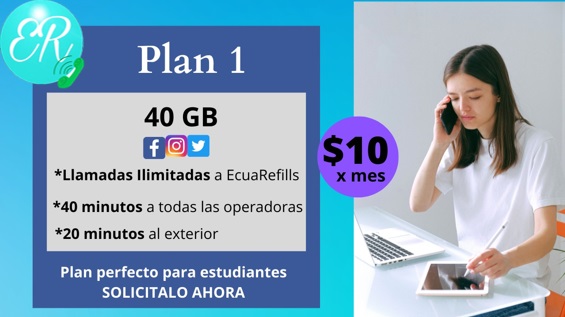 ER
Plan 1
40 GB
*Llamadas Ilimitadas a EcuaRefills
*40 minutos a todas las operadoras
*20 minutos al exterior
Plan perfecto para estudiantes
SOLICITALO AHORA
$10
x mes